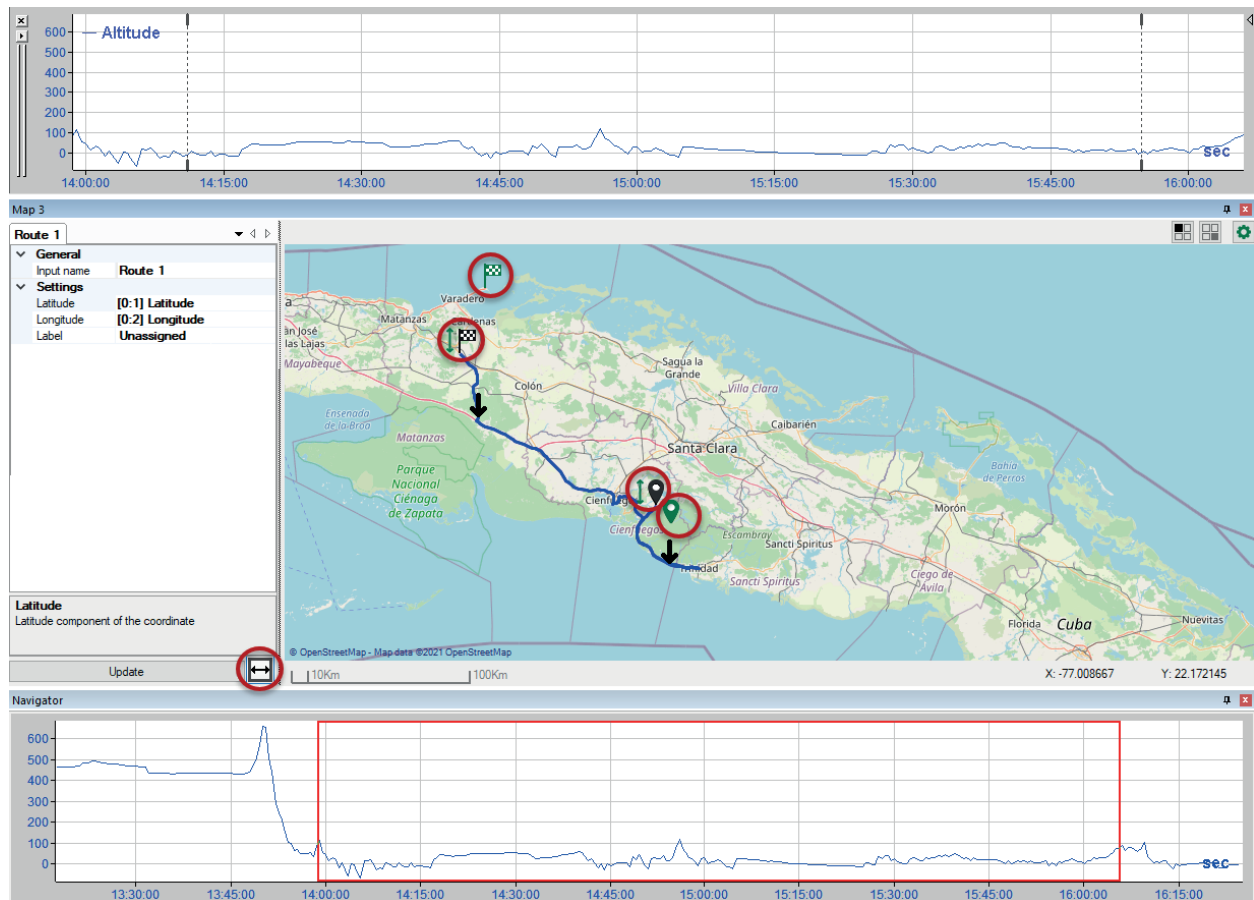 600
Altitude
500
400
300
200
100
0
sec
14:00:00 14:15:00 14:30:00 14:45:00 15:00:00 15:15:00 15:30:00 15:45:00 16:00:00
Map 3
Route 1
General
Input name Route 1
Settings
Latitude [0:1] Latitude
Longitude [0:2] Longitude
Label Unassigned
Latitude
Latitude component of the coordinate
Update
Varadero
Matanzas
Cárdenas
las Lajas
Mayabeque
Sagua la
Grande
Colón
Villa Clara
Ensenada
de la Broa
Caibarién
Matanzas
Santa Clara
Parque
Nacional
Ciénaga
de Zapata
Bahía
de Perros
Morón
Cienfuegos
Escambray
Sancti Spíritus
Trinidad
Sancti Spíritus
Ciego de
Ávila
Florida
Cuba
Nuevitas
© OpenStreetMap - Map data ©2021 OpenStreetMap
10Km 100Km
X: -77.008667 Y: 22.172145
Navigator
600
500
400
300
200
100
0
sec
13:30:00 13:45:00 14:00:00 14:15:00 14:30:00 14:45:00 15:00:00 15:15:00 15:30:00 15:45:00 16:00:00 16:15:00